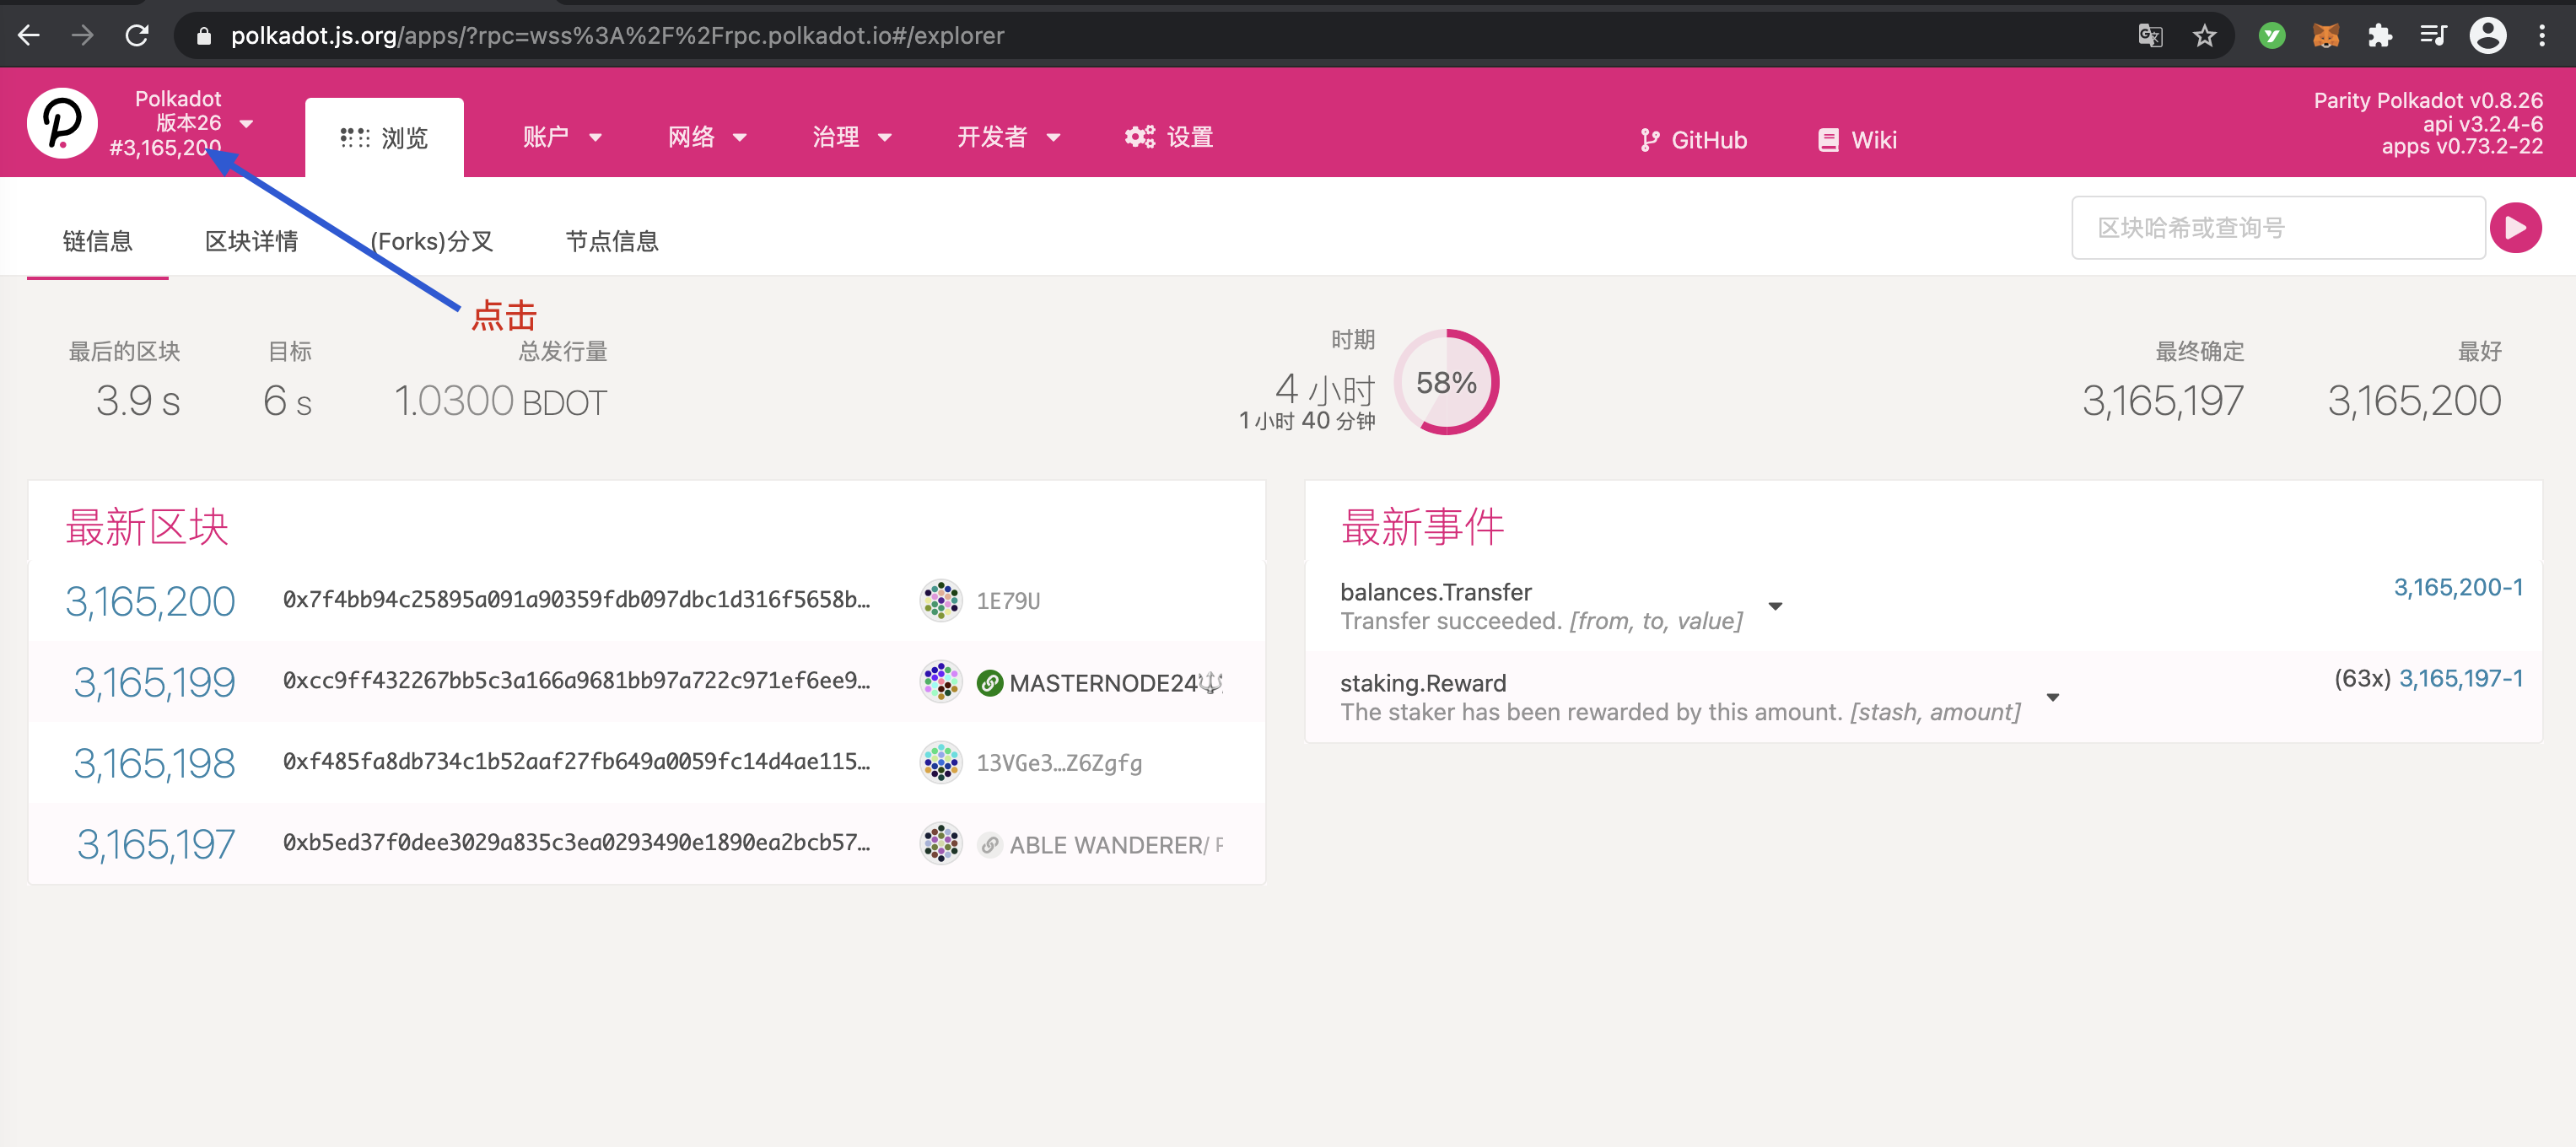 polkadot.js.org/apps/?rpc=wss%3A%2F%2Frpc.polkadot.io#/explorer
Polkadot
版本26
#3,165,200
浏览
账户
网络
治理
开发者
设置
GitHub
Wiki
Parity Polkadot v0.8.26
api v3.2.4-6
apps v0.73.2-22
链信息
区块详情
(Forks)分叉
节点信息
区块哈希或查询号
点击
最后的区块
3.9 s
目标
6 s
总发行量
1.0300 BDOT
时期
4 小时
1 小时 40 分钟
58%
最终确定
3,165,197
最好
3,165,200
最新区块
3,165,200 0x7f4bb94c25895a091a90359fdb097dbc1d316f5658b... 1E79U
3,165,199 0xcc9ff432267bb5c3a166a9681bb97a722c971ef6ee9... MASTERNODE24🔱
3,165,198 0xf485fa8db734c1b52aaf27fb649a0059fc14d4ae115... 13VGe3...Z6Zgfg
3,165,197 0xb5ed37f0dee3029a835c3ea0293490e1890ea2bcb57... ABLE WANDERER/
最新事件
balances.Transfer
Transfer succeeded. [from, to, value]
3,165,200-1
staking.Reward
The staker has been rewarded by this amount. [stash, amount]
(63x) 3,165,197-1